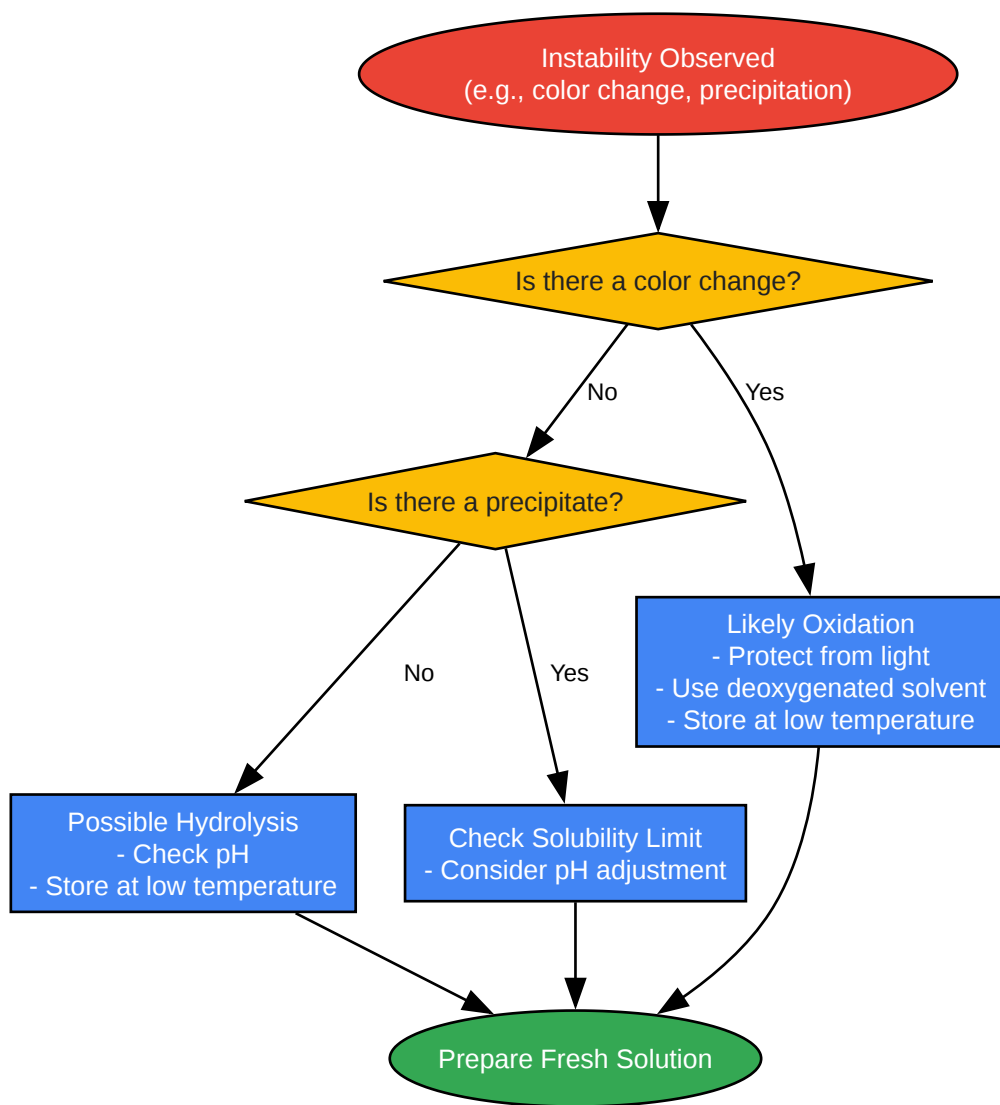 Instability Observed
(e.g., color change, precipitation)
Is there a color change?
No
Yes
Is there a precipitate?
Likely Oxidation
- Protect from light
- Use deoxygenated solvent
- Store at low temperature
No
Yes
Possible Hydrolysis
- Check pH
- Store at low temperature
Check Solubility Limit
- Consider pH adjustment
Prepare Fresh Solution